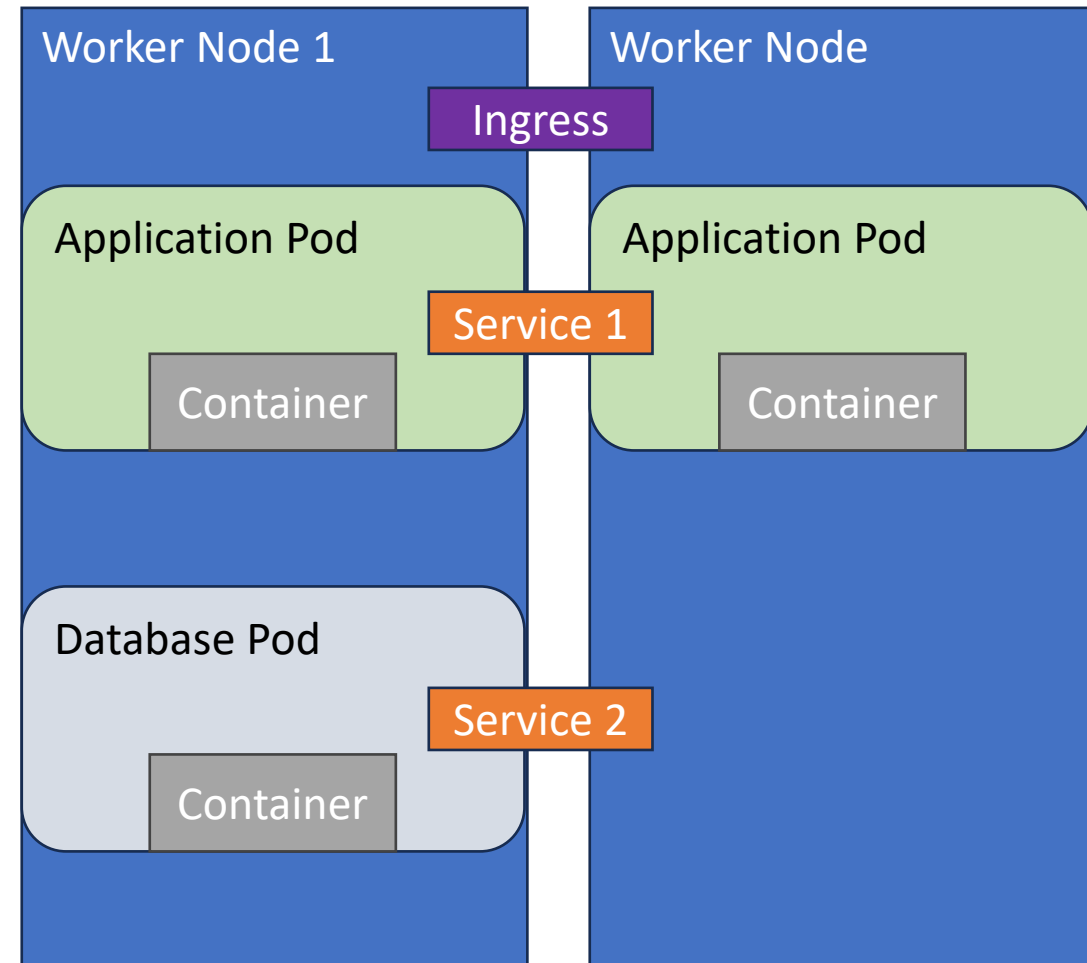 Worker Node 1
Worker Node
Ingress
Application Pod
Application Pod
Service 1
Container
Container
Database Pod
Service 2
Container